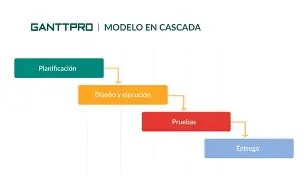 GANTTPRO | MODELO EN CASCADA
Planificación
Diseño y ejecución
Pruebas
Entrega